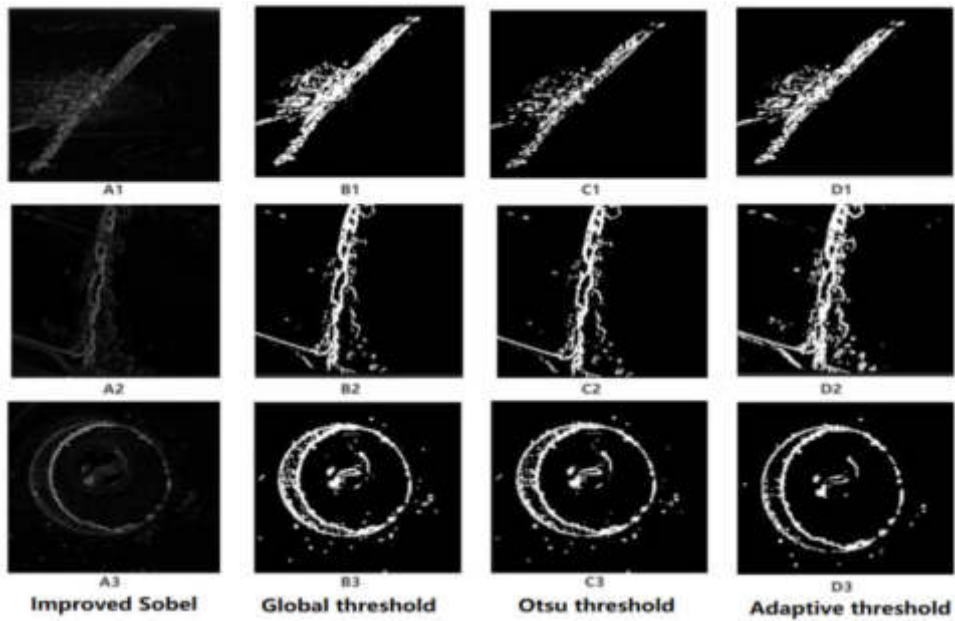 A1 B1 C1 D1
A2 B2 C2 D2
A3 B3 C3 D3
Improved Sobel Global threshold Otsu threshold Adaptive threshold